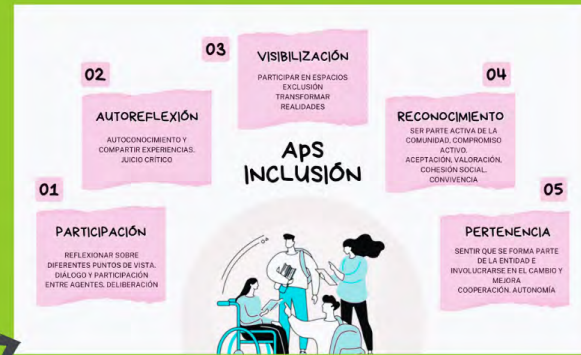 03
VISIBILIZACIÓN
PARTICIPAR EN ESPACIOS
EXCLUSIÓN
TRANSFORMAR
REALIDADES
02
AUTOREFLEXIÓN
AUTOCONOCIMIENTO Y
COMPARTIR EXPERIENCIAS.
JUICIO CRÍTICO
04
RECONOCIMIENTO
SER PARTE ACTIVA DE LA
COMUNIDAD, COMPROMISO
ACTIVO.
ACEPTACIÓN, VALORACIÓN,
COHESIÓN SOCIAL.
CONVIVENCIA
ApS
INCLUSIÓN
01
PARTICIPACIÓN
REFLEXIONAR SOBRE
DIFERENTES PUNTOS DE VISTA.
DIÁLOGO Y PARTICIPACIÓN
ENTRE AGENTES. DELIBERACIÓN
05
PERTENENCIA
SENTIR QUE SE FORMA PARTE
DE LA ENTIDAD E
INVOLUCRARSE EN EL CAMBIO Y
MEJORA
COOPERACIÓN. AUTONOMÍA